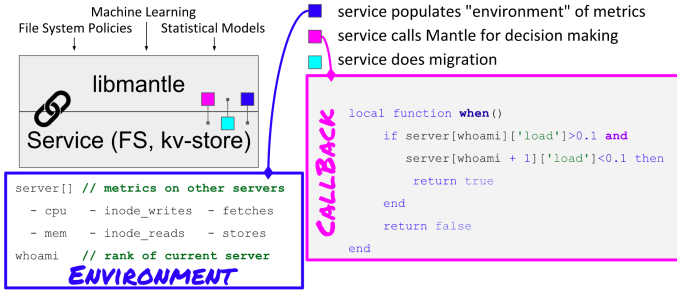 Machine Learning
File System Policies
Statistical Models
libmantle
Service (FS, kv-store)
service populates "environment" of metrics
service calls Mantle for decision making
service does migration
server[] // metrics on other servers
- cpu - inode_writes - fetches
- mem - inode_reads - stores
whoami // rank of current server
ENVIRONMENT
CALLBACK
local function when()
if server[whoami]['load']>0.1 and
server[whoami + 1]['load']<0.1 then
return true
end
return false
end